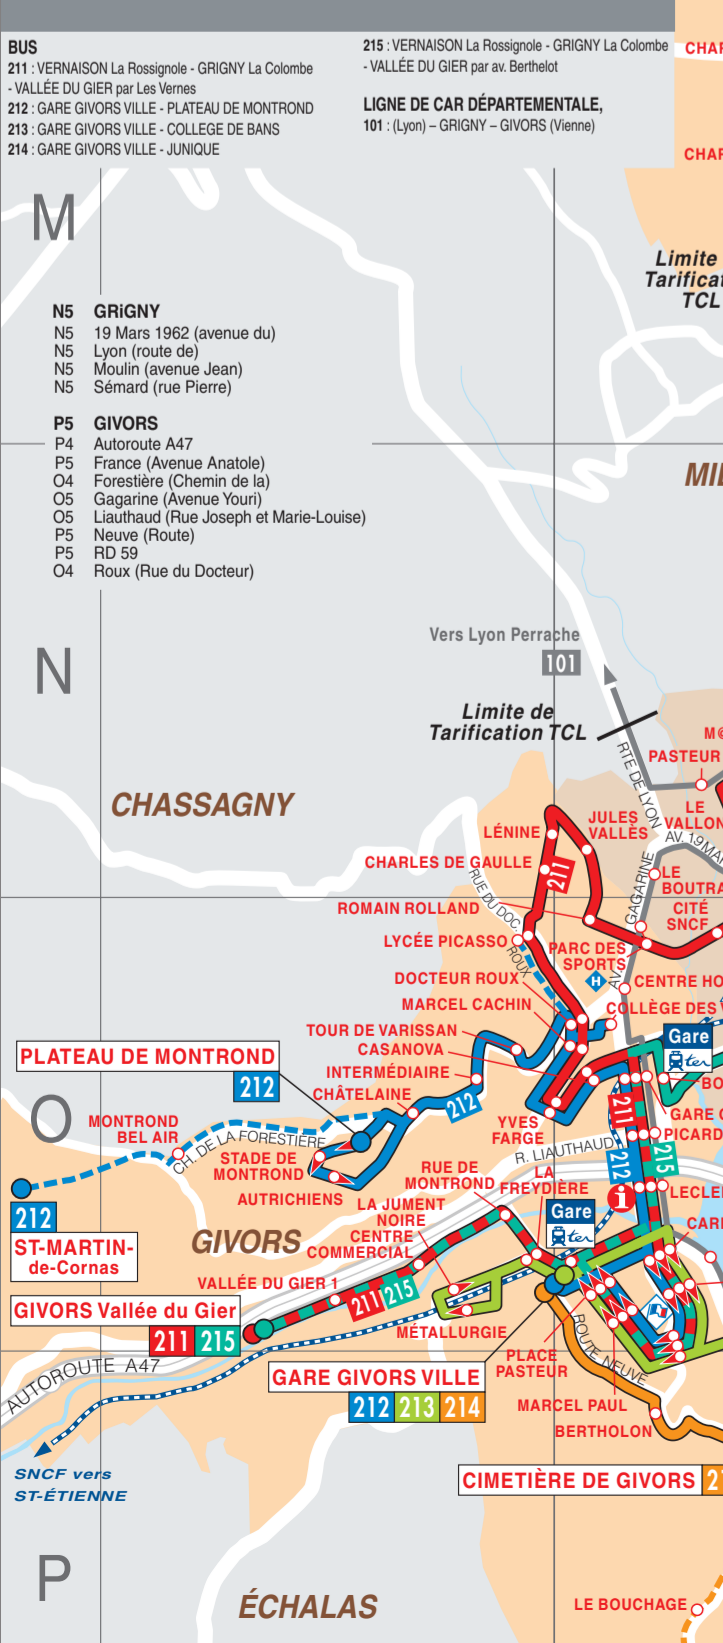 BUS
211 : VERNAISON La Rossignole - GRIGNY La Colombe
- VALLÉE DU GIER par Les Vernes
212 : GARE GIVORS VILLE - PLATEAU DE MONTROND
213 : GARE GIVORS VILLE - COLLEGE DE BANS
214 : GARE GIVORS VILLE - JUNIQUE
215 : VERNAISON La Rossignole - GRIGNY La Colombe
- VALLÉE DU GIER par av. Berthelot
LIGNE DE CAR DÉPARTEMENTALE,
101 : (Lyon) – GRIGNY – GIVORS (Vienne)
M
Limite
TCL
N5 GRiGNY
N5 19 Mars 1962 (avenue du)
N5 Lyon (route de)
N5 Moulin (avenue Jean)
N5 Sémard (rue Pierre)
P5 GIVORS
P4 Autoroute A47
P5 France (Avenue Anatole)
O4 Forestière (Chemin de la)
O5 Gagarine (Avenue Youri)
O5 Liauthaud (Rue Joseph et Marie-Louise)
P5 Neuve (Route)
P5 RD 59
O4 Roux (Rue du Docteur)
N
Vers Lyon Perrache
101
Limite de
Tarification TCL
RTE DE LYON
PASTEUR
CHASSAGNY
LE
VALLON
AV. 19 MA
JULES
VALLÈS
LÉNINE
CHARLES DE GAULLE
211
RUE DU DOC.
ROUX
ROMAIN ROLLAND
AV. GAGARINE
LE
CITÉ
SNCF
LYCÉE PICASSO
PARC DES
SPORTS
H
DOCTEUR ROUX
CENTRE HO
MARCEL CACHIN
COLLÈGE DES
TOUR DE VARISSAN
CASANOVA
Gare
ter
PLATEAU DE MONTROND
212
INTERMÉDIAIRE
CHÂTELAINE
212
O
MONTROND
BEL AIR
CH. DE LA FORESTIÈRE
YVES
FARGE
211
GARE
PICARD
R. LIAUTHAUD
STADE DE
MONTROND
AUTRICHIENS
RUE DE
MONTROND
LA
FREYDIÈRE
212
215
i
LECLE
212
ST-MARTIN-
de-Cornas
GIVORS
LA JUMENT
NOIRE
CENTRE
COMMERCIAL
Gare
ter
VALLÉE DU GIER 1
GIVORS Vallée du Gier
211 215
211 215
MÉTALLURGIE
AUTOROUTE A47
GARE GIVORS VILLE
212 213 214
PLACE
PASTEUR
ROUTE NEUVE
MARCEL PAUL
BERTHOLON
SNCF vers
ST-ÉTIENNE
CIMETIÈRE DE GIVORS
P
ÉCHALAS
LE BOUCHAGE